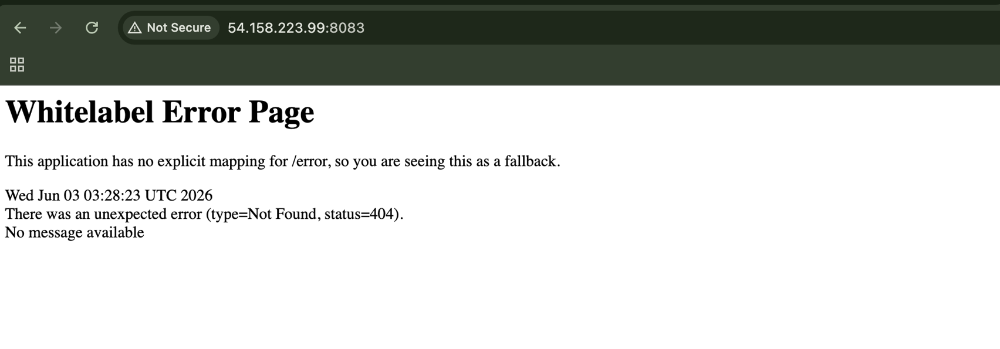 Not Secure 54.158.223.99:8083
Whitelabel Error Page
This application has no explicit mapping for /error, so you are seeing this as a fallback.
Wed Jun 03 03:28:23 UTC 2026
There was an unexpected error (type=Not Found, status=404).
No message available